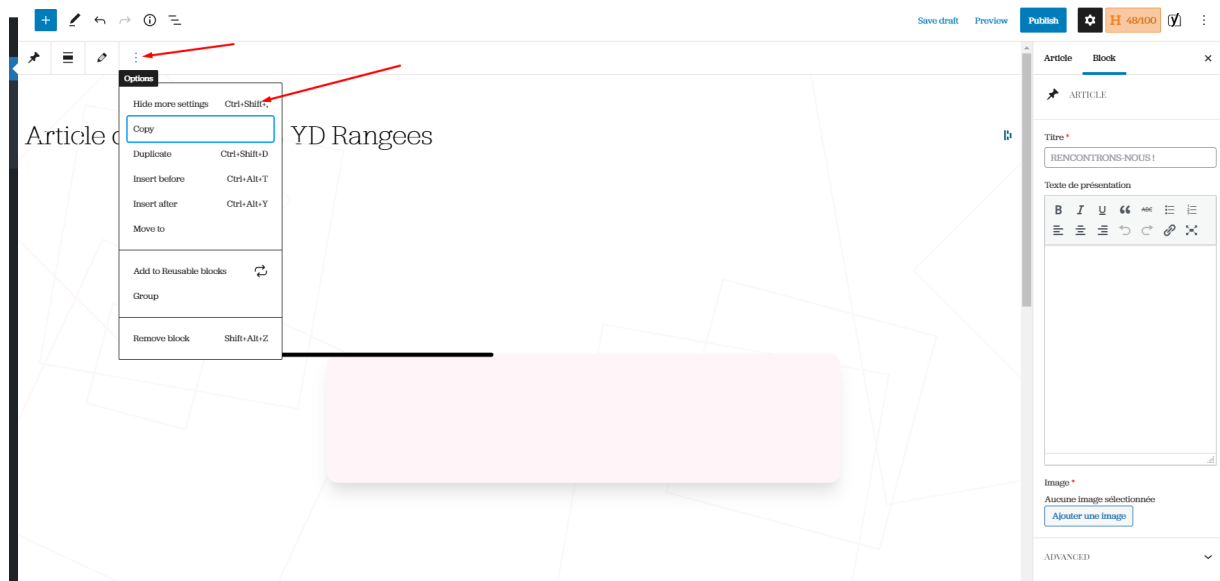 Save draft Preview Publish H 48/100
Options
Hide more settings Ctrl+Shift+,
Copy
Duplicate Ctrl+Shift+D
Insert before Ctrl+Alt+T
Insert after Ctrl+Alt+Y
Move to
Add to Reusable blocks
Group
Remove block Shift+Alt+Z
Article YD Rangees
Article Block
ARTICLE
Titre *
RENCONTRONS-NOUS !
Texte de présentation
B I U ABC
Image *
Aucune image sélectionnée
Ajouter une image
ADVANCED